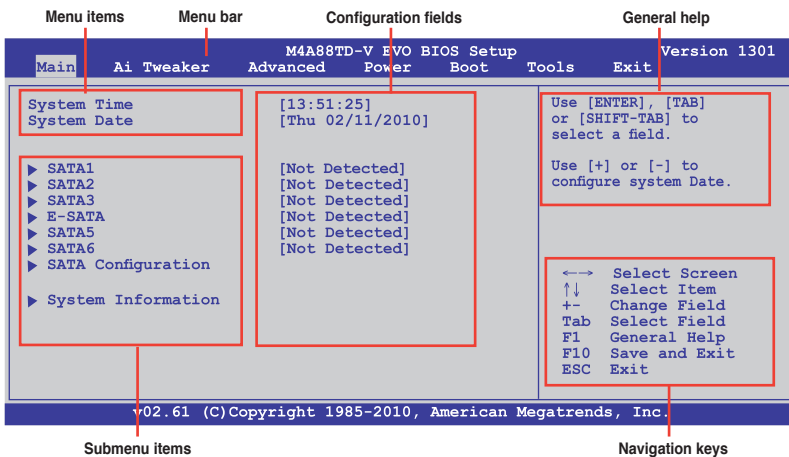 Menu items Menu bar Configuration fields General help
M4A88TD-V EVO BIOS Setup Version 1301
Main Ai Tweaker Advanced Power Boot Tools Exit
System Time [13:51:25]
System Date [Thu 02/11/2010]
▶ SATA1 [Not Detected]
▶ SATA2 [Not Detected]
▶ SATA3 [Not Detected]
▶ E-SATA [Not Detected]
▶ SATA5 [Not Detected]
▶ SATA6 [Not Detected]
▶ SATA Configuration
▶ System Information
Use [ENTER], [TAB]
or [SHIFT-TAB] to
select a field.
Use [+] or [-] to
configure system Date.
←→ Select Screen
↑↓ Select Item
+- Change Field
Tab Select Field
F1 General Help
F10 Save and Exit
ESC Exit
v02.61 (C)Copyright 1985-2010, American Megatrends, Inc.
Submenu items Navigation keys